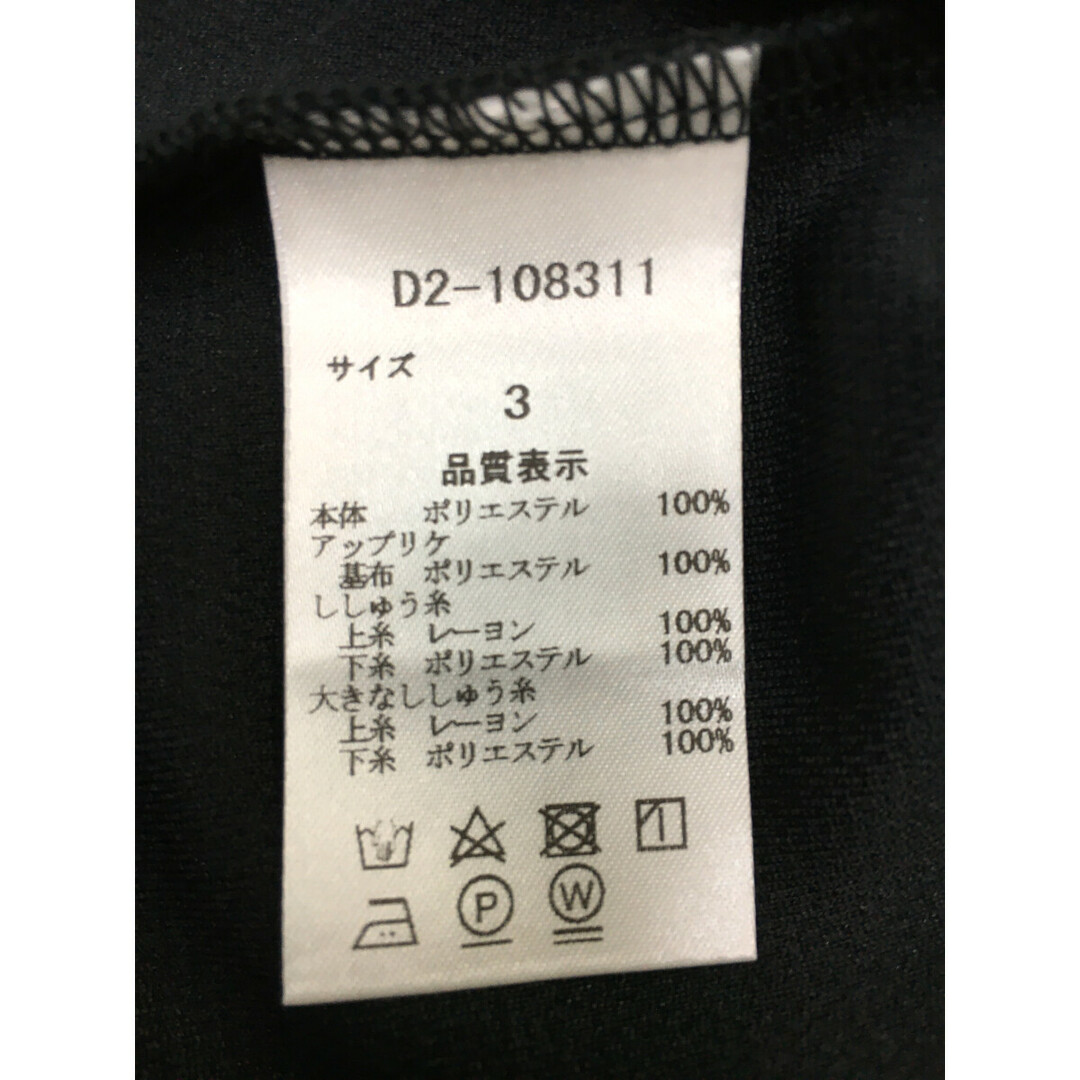 D2-108311
サイズ
3
品質表示
本体 ポリエステル 100%
アップリケ
基布 ポリエステル 100%
ししゅう糸
上糸 レーヨン 100%
下糸 ポリエステル 100%
大きなししゅう糸
上糸 レーヨン 100%
下糸 ポリエステル 100%
P W